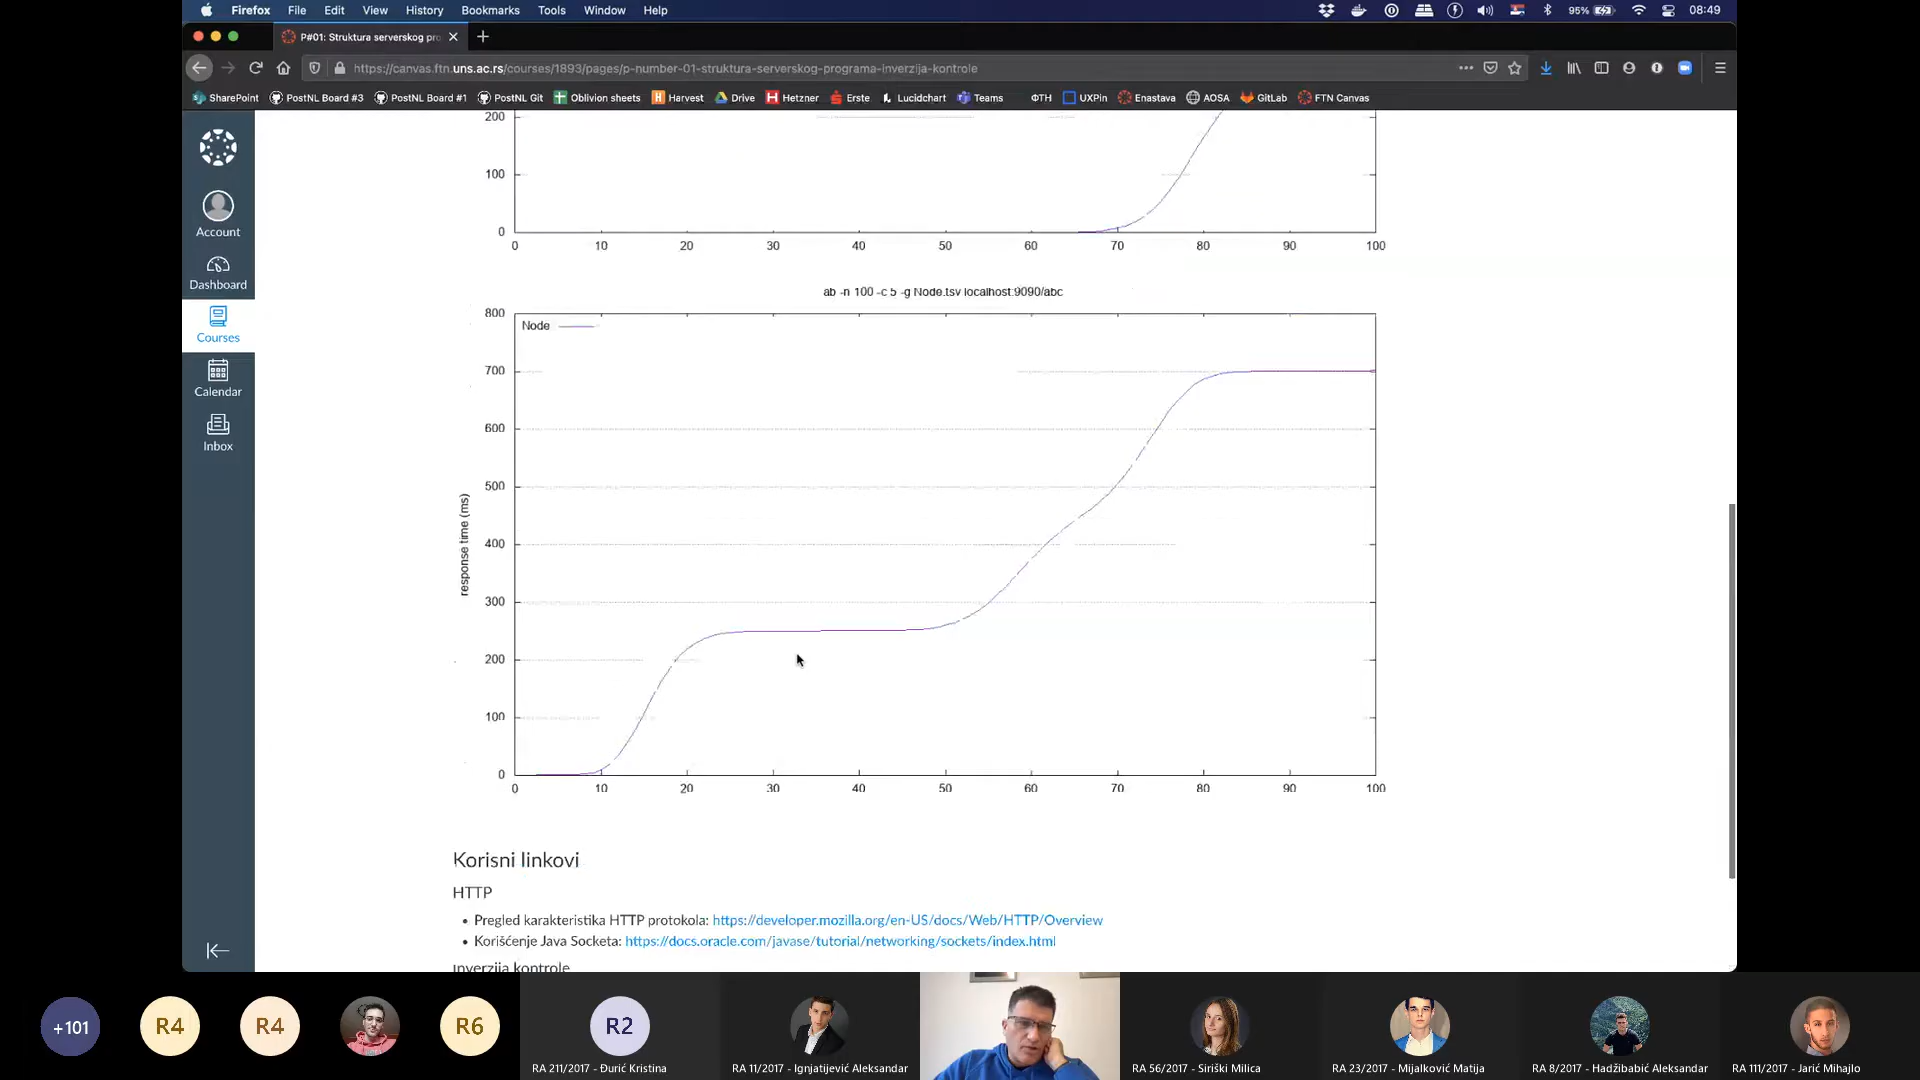 Firefox File Edit View History Bookmarks Tools Window Help 95% 08:49
P#01: Struktura serverskog pro
https://canvas.ftn.uns.ac.rs/courses/1893/pages/p-number-01-struktura-serverskog-programa-inverzija-kontrole
SharePoint PostNL Board #3 PostNL Board #1 PostNL Git Oblivion sheets Harvest Drive Hetzner Erste Lucidchart Teams ФТН UXPin Enastava AOSA GitLab FTN Canvas
Account
Dashboard
Courses
Calendar
Inbox
200
100
0
0 10 20 30 40 50 60 70 80 90 100
ab -n 100 -c 5 -g Node.tsv localhost:9090/abc
Node
800
700
600
500
400
300
200
100
0
response time (ms)
0 10 20 30 40 50 60 70 80 90 100
Korisni linkovi
HTTP
• Pregled karakteristika HTTP protokola: https://developer.mozilla.org/en-US/docs/Web/HTTP/Overview
• Korišćenje Java Socketa: https://docs.oracle.com/javase/tutorial/networking/sockets/index.html
Inverzija kontrole
+101 R4 R4 R6 R2
RA 211/2017 - Đurić Kristina
RA 11/2017 - Ignjatijević Aleksandar
RA 56/2017 - Siriški Milica
RA 23/2017 - Mijalković Matija
RA 8/2017 - Hadžibabić Aleksandar
RA 111/2017 - Jarić Mihajlo